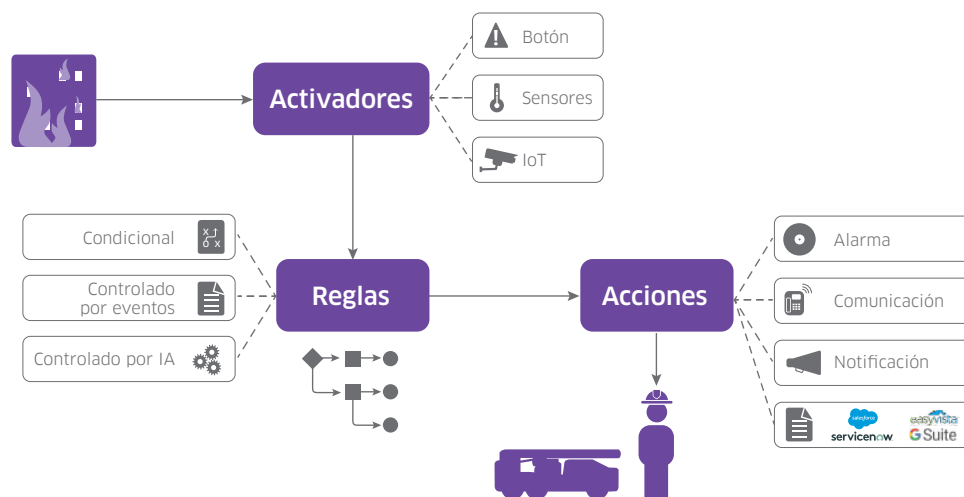 Botón
Activadores
Sensores
IoT
Condicional
Controlado
por eventos
Controlado por IA
Reglas
Acciones
Alarma
Comunicación
Notificación
salesforce
servicenow
easyvista
G Suite